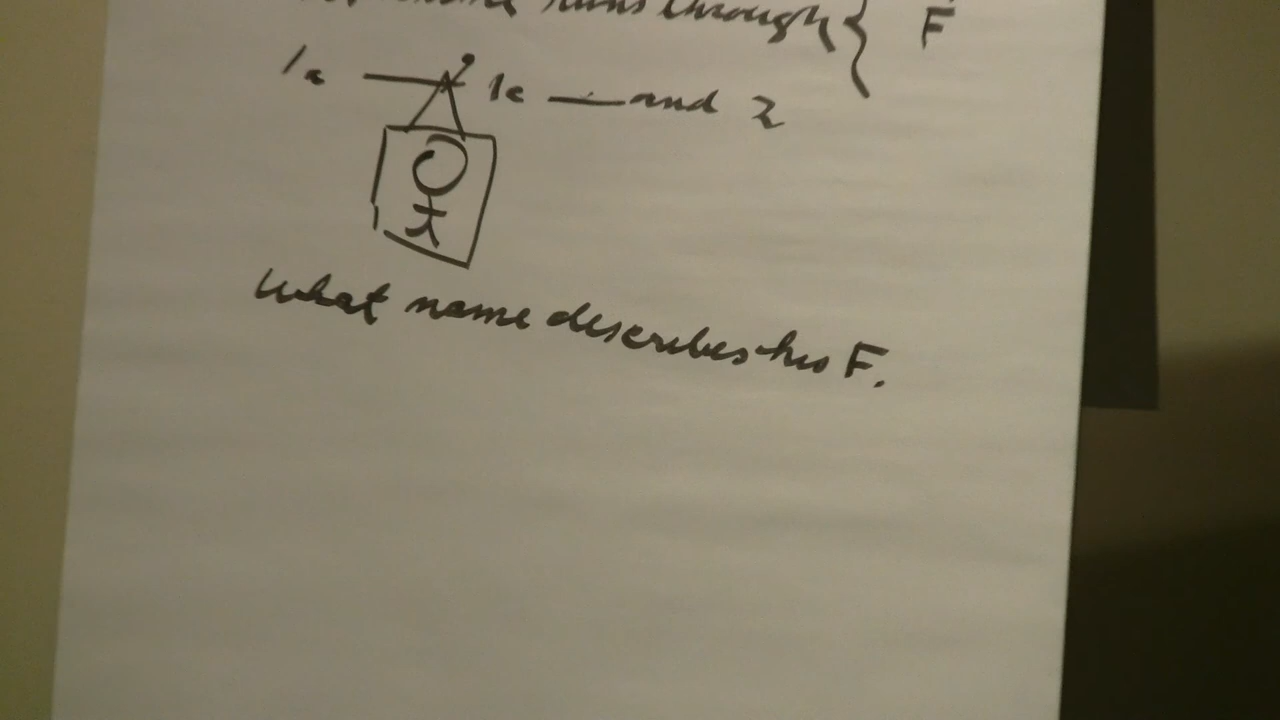 runs through { F
1a — 1c — and 2
What name describes this F.